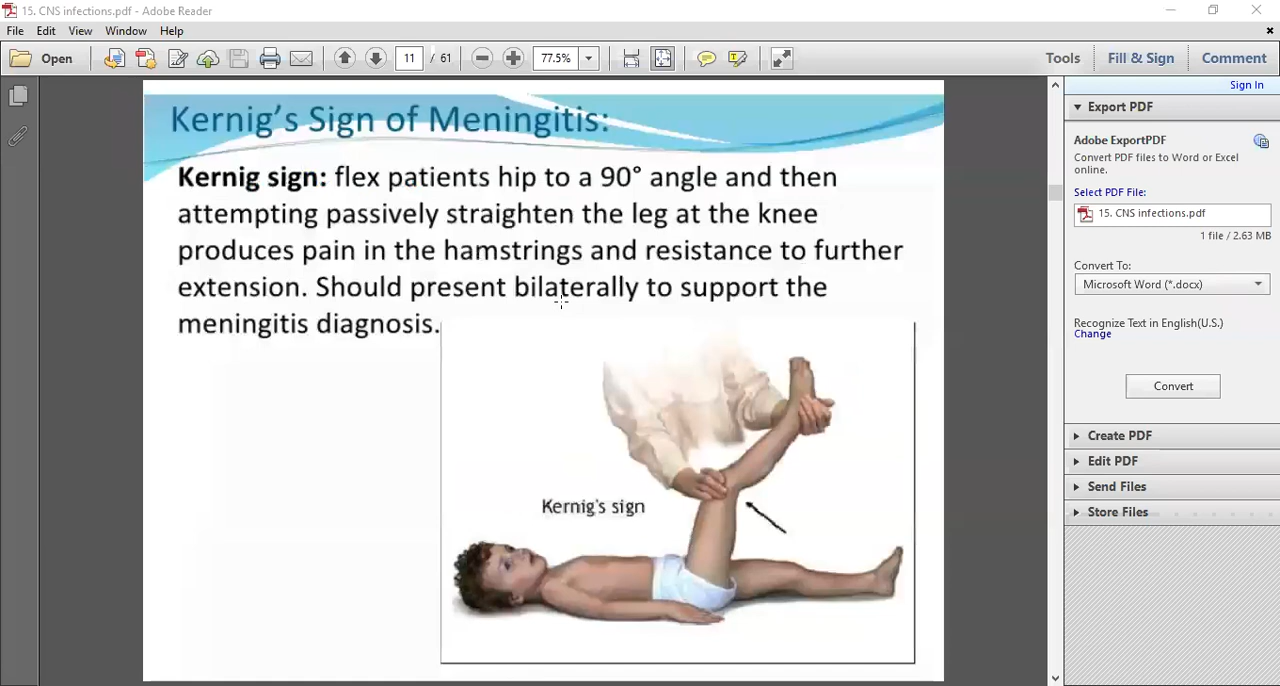 15. CNS infections.pdf - Adobe Reader
File Edit View Window Help
Open 11 / 61 77.5% Tools Fill & Sign Comment
Sign In
Kernig's Sign of Meningitis:
Kernig sign: flex patients hip to a 90° angle and then
attempting passively straighten the leg at the knee
produces pain in the hamstrings and resistance to further
extension. Should present bilaterally to support the
meningitis diagnosis.
Kernig's sign
Export PDF
Adobe ExportPDF
Convert PDF files to Word or Excel
online.
Select PDF File:
15. CNS infections.pdf
1 file / 2.63 MB
Convert To:
Microsoft Word (*.docx)
Recognize Text in English(U.S.)
Change
Convert
Create PDF
Edit PDF
Send Files
Store Files